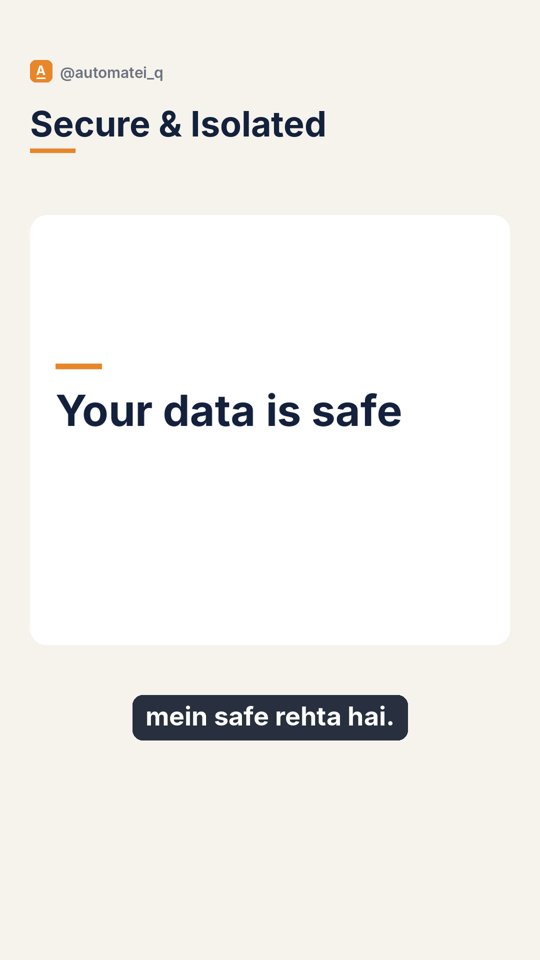 A
@automatei_q
Secure & Isolated
Your data is safe
mein safe rehta hai.